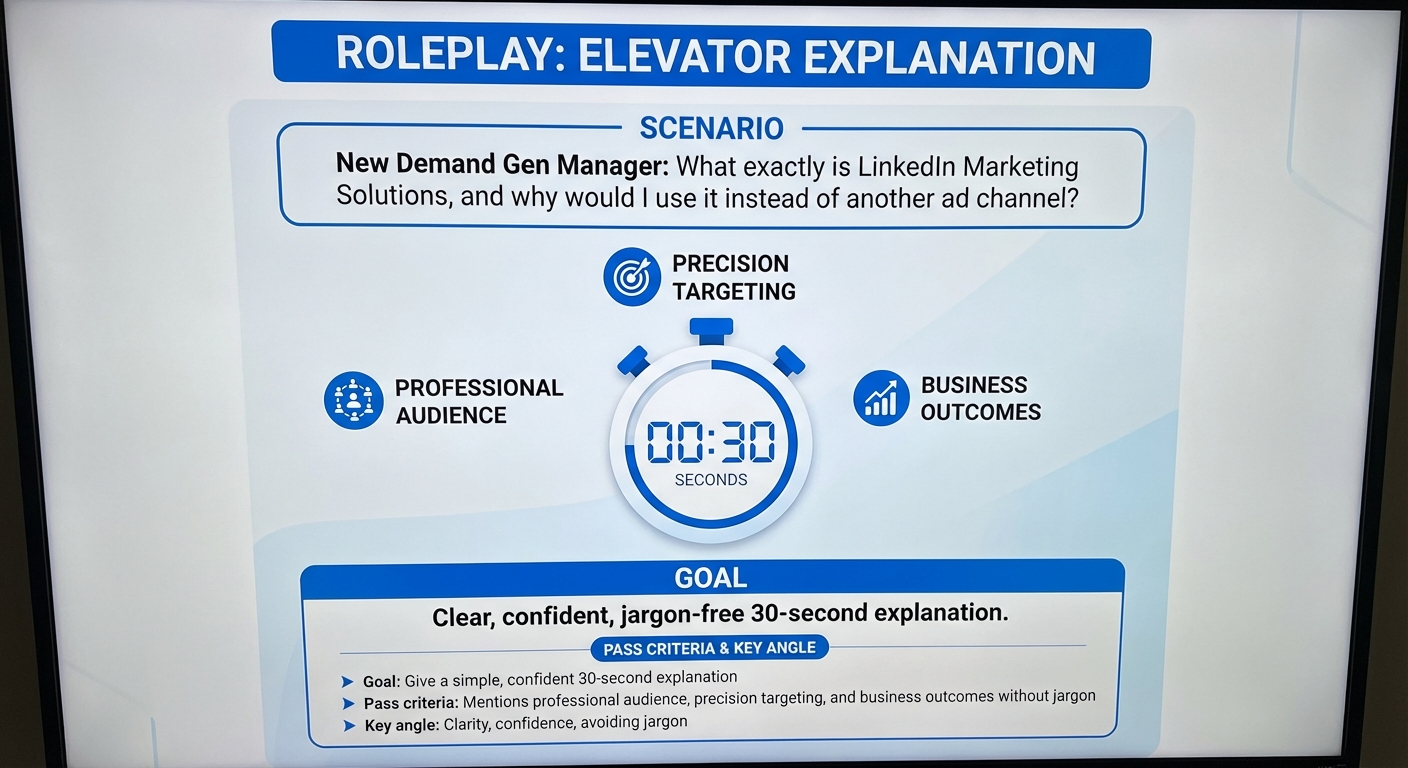 ROLEPLAY: ELEVATOR EXPLANATION
SCENARIO
New Demand Gen Manager: What exactly is LinkedIn Marketing
Solutions, and why would I use it instead of another ad channel?
PRECISION
TARGETING
PROFESSIONAL
AUDIENCE
BUSINESS
OUTCOMES
00:30
SECONDS
GOAL
Clear, confident, jargon-free 30-second explanation.
PASS CRITERIA & KEY ANGLE
Goal: Give a simple, confident 30-second explanation
Pass criteria: Mentions professional audience, precision targeting, and business outcomes without jargon
Key angle: Clarity, confidence, avoiding jargon